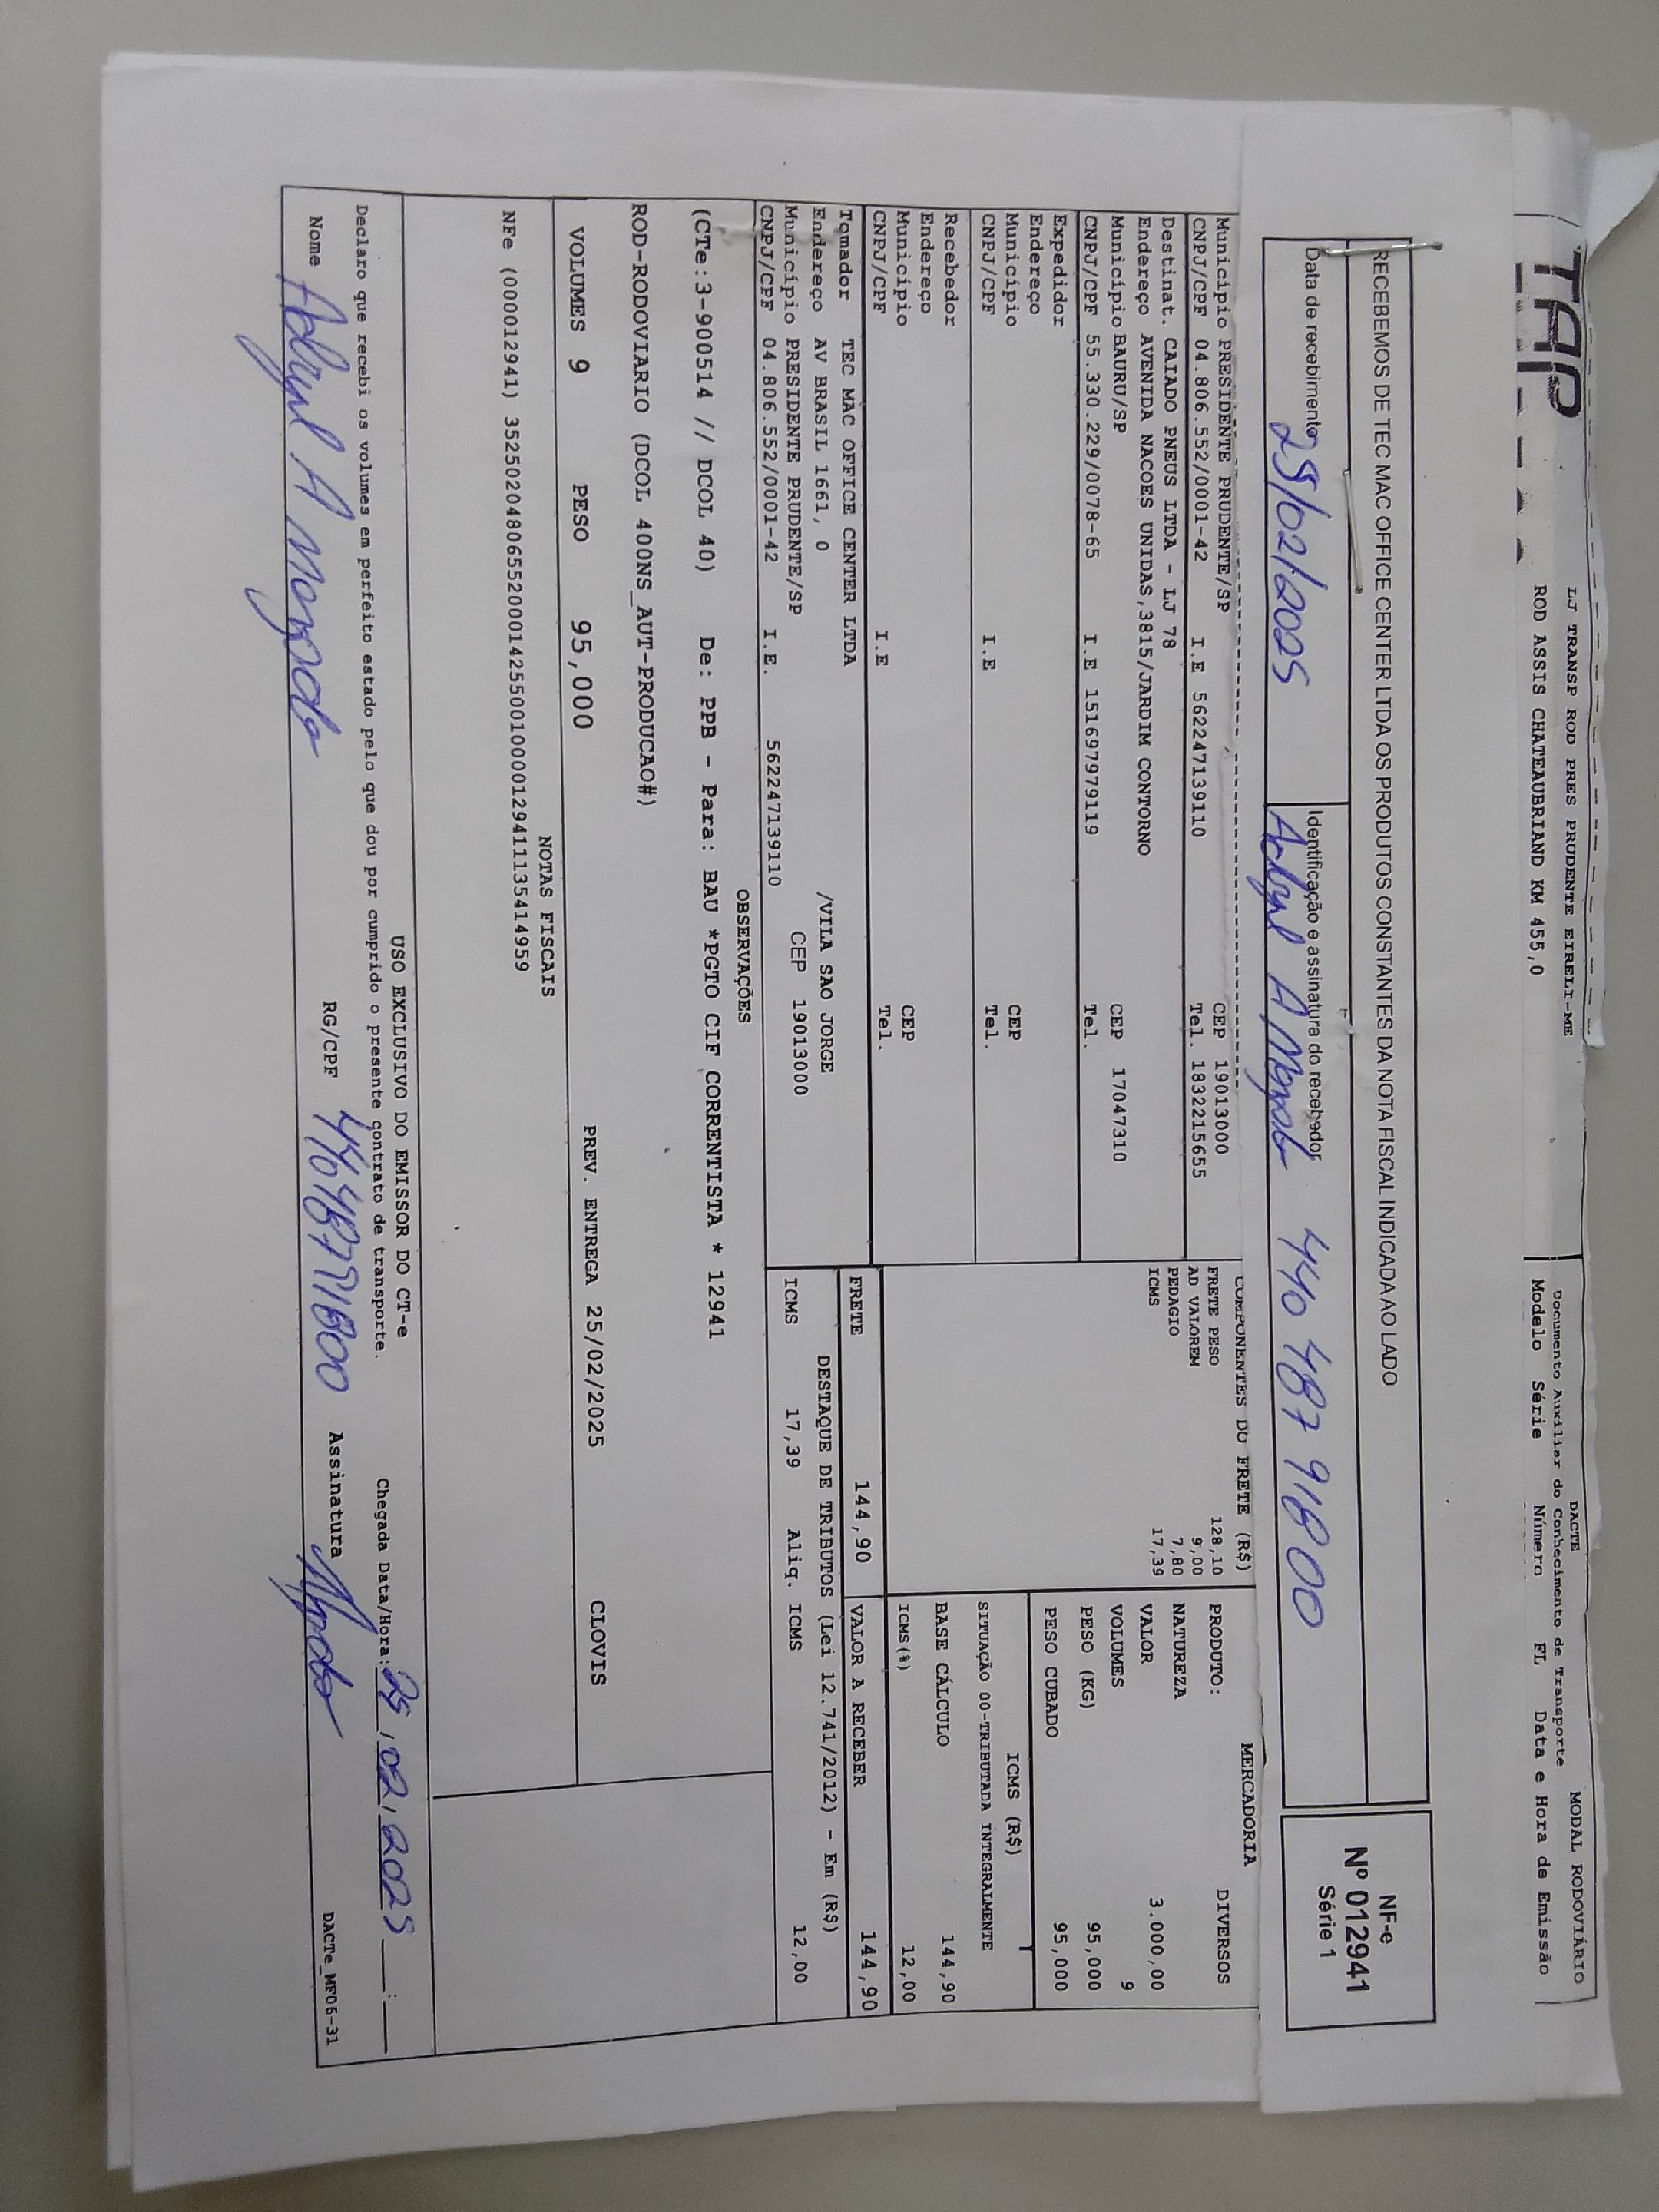 TAP
LJ TRANSP ROD PRES PRUDENTE EIRELI-ME
ROD ASSIS CHATEAUBRIAND KM 455,0
DACTE
Documento Auxiliar do Conhecimento de Transporte
MODAL RODOVIÁRIO
Modelo Série Número FL Data e Hora de Emissão
RECEBEMOS DE TEC MAC OFFICE CENTER LTDA OS PRODUTOS CONSTANTES DA NOTA FISCAL INDICADA AO LADO
Data de recebimento
25/02/2025
Identificação e assinatura do recebedor
440 487 918 00
NF-e
Nº 012941
Série 1
Município PRESIDENTE PRUDENTE/SP CEP 19013000
CNPJ/CPF 04.806.552/0001-42 I.E 562247139110 Tel. 1832215655
Destinat. CAIADO PNEUS LTDA - LJ 78
Endereço AVENIDA NACOES UNIDAS,3815/JARDIM CONTORNO
Município BAURU/SP CEP 17047310
CNPJ/CPF 55.330.229/0078-65 I.E 151697979119 Tel.
Expedidor
Endereço
Município CEP
CNPJ/CPF I.E Tel.
Recebedor
Endereço
Município CEP
CNPJ/CPF I.E Tel.
Tomador TEC MAC OFFICE CENTER LTDA
Endereço AV BRASIL 1661, 0 /VILA SAO JORGE
Município PRESIDENTE PRUDENTE/SP CEP 19013000
CNPJ/CPF 04.806.552/0001-42 I.E. 562247139110
COMPONENTES DO FRETE (R$)
FRETE PESO 128,10
AD VALOREM 9,00
PEDAGIO 7,80
ICMS 17,39
MERCADORIA
PRODUTO: DIVERSOS
NATUREZA
VALOR 3.000,00
VOLUMES 9
PESO (KG) 95,000
PESO CUBADO 95,000
ICMS (R$)
SITUAÇÃO 00-TRIBUTADA INTEGRALMENTE
BASE CÁLCULO 144,90
ICMS(%) 12,00
FRETE 144,90
VALOR A RECEBER 144,90
DESTAQUE DE TRIBUTOS (Lei 12.741/2012) - Em (R$)
ICMS 17,39 Aliq. ICMS 12,00
OBSERVAÇÕES
(CTe:3-900514 // DCOL 40) De: PPB - Para: BAU *PGTO CIF CORRENTISTA * 12941
ROD-RODOVIARIO (DCOL 400NS_AUT-PRODUCAO#)
VOLUMES 9 PESO 95,000 PREV. ENTREGA 25/02/2025 CLOVIS
NOTAS FISCAIS
NFe (000012941) 35250204806552000142550010000129411135414959
USO EXCLUSIVO DO EMISSOR DO CT-e
Declaro que recebi os volumes em perfeito estado pelo que dou por cumprido o presente contrato de transporte.
Chegada Data/Hora: 25,02,2025 __:__
Nome
RG/CPF 44048791800
Assinatura
DACTe_MF06-31